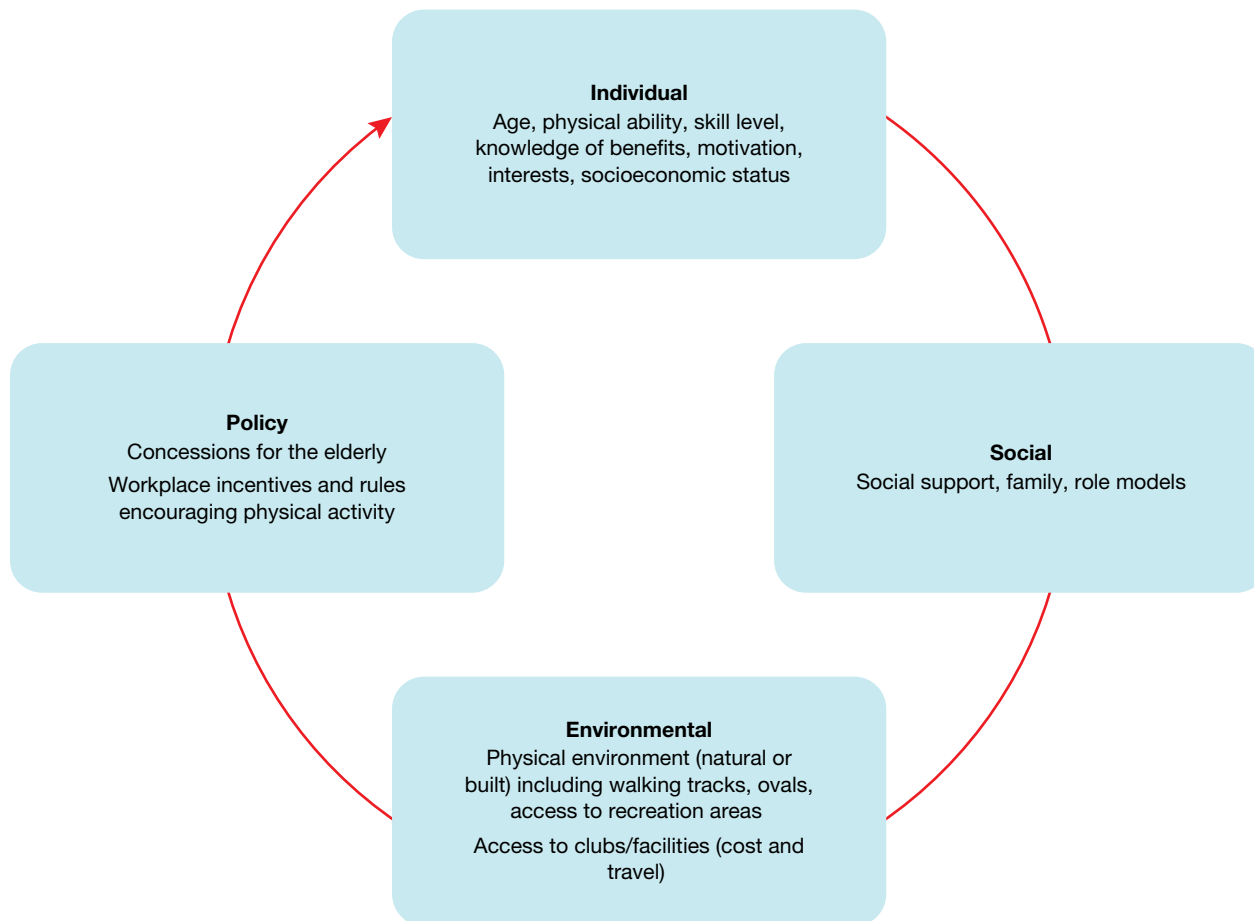 Individual
Age, physical ability, skill level,
knowledge of benefits, motivation,
interests, socioeconomic status
Policy
Concessions for the elderly
Workplace incentives and rules
encouraging physical activity
Social
Social support, family, role models
Environmental
Physical environment (natural or
built) including walking tracks, ovals,
access to recreation areas
Access to clubs/facilities (cost and
travel)